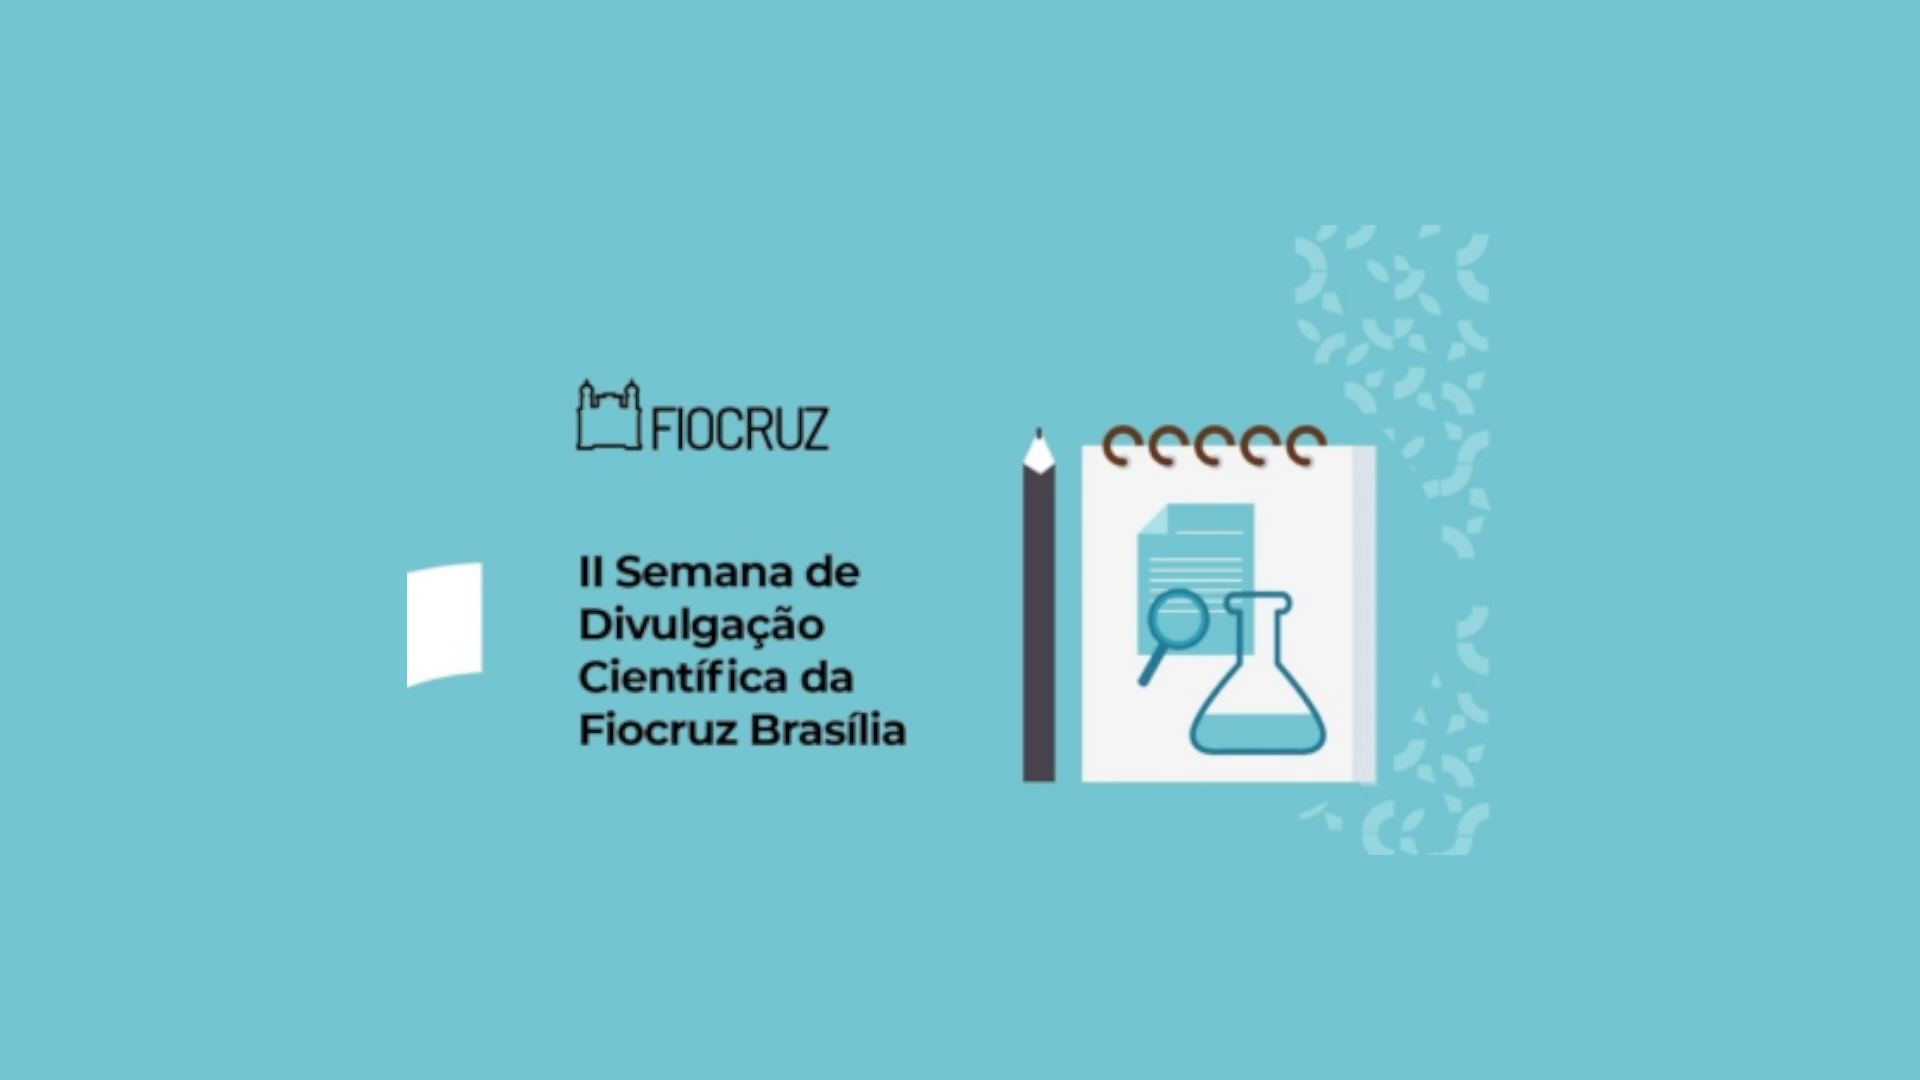 FIOCRUZ
II Semana de
Divulgação
Científica da
Fiocruz Brasília